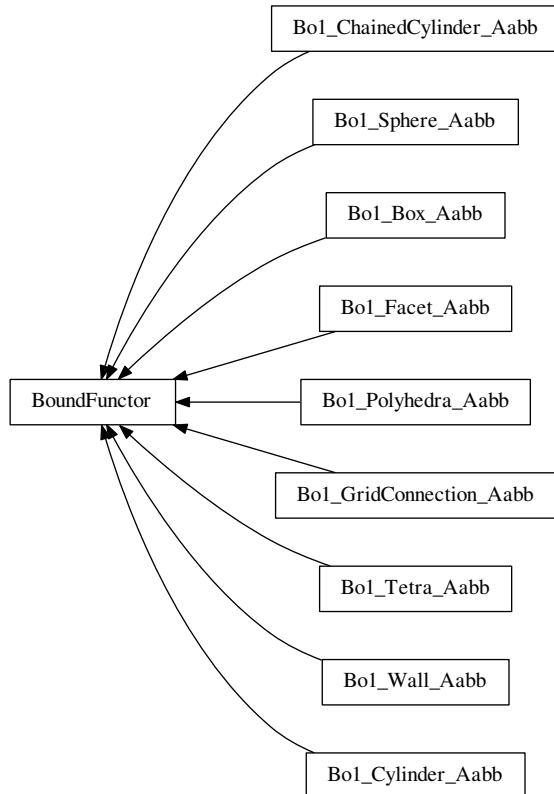 Bo1_ChainedCylinder_Aabb
Bo1_Sphere_Aabb
Bo1_Box_Aabb
Bo1_Facet_Aabb
BoundFunctor
Bo1_Polyhedra_Aabb
Bo1_GridConnection_Aabb
Bo1_Tetra_Aabb
Bo1_Wall_Aabb
Bo1_Cylinder_Aabb